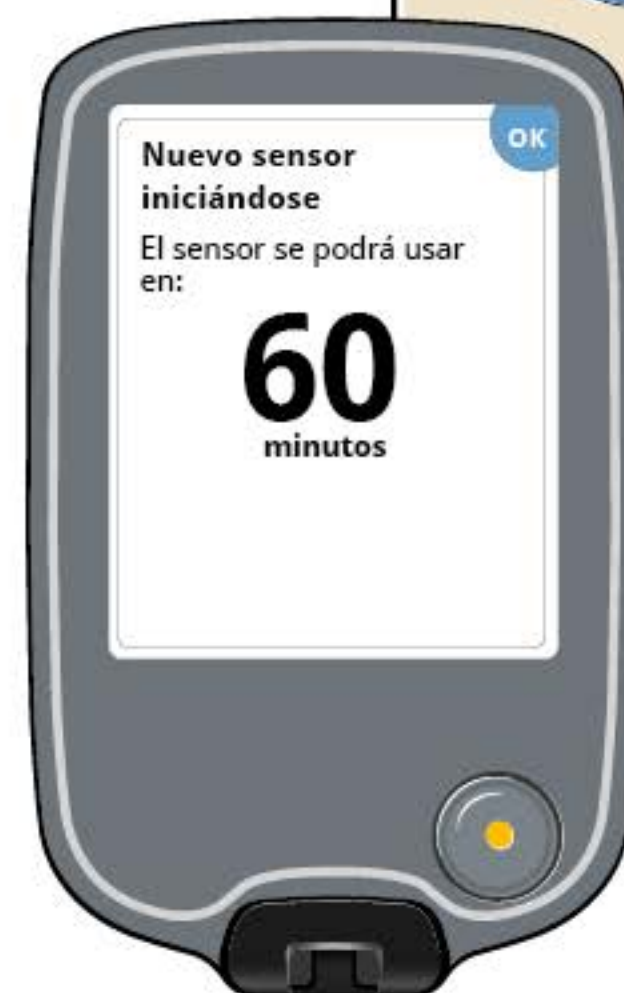 OK
Nuevo sensor
iniciándose
El sensor se podrá usar
en:
60
minutos